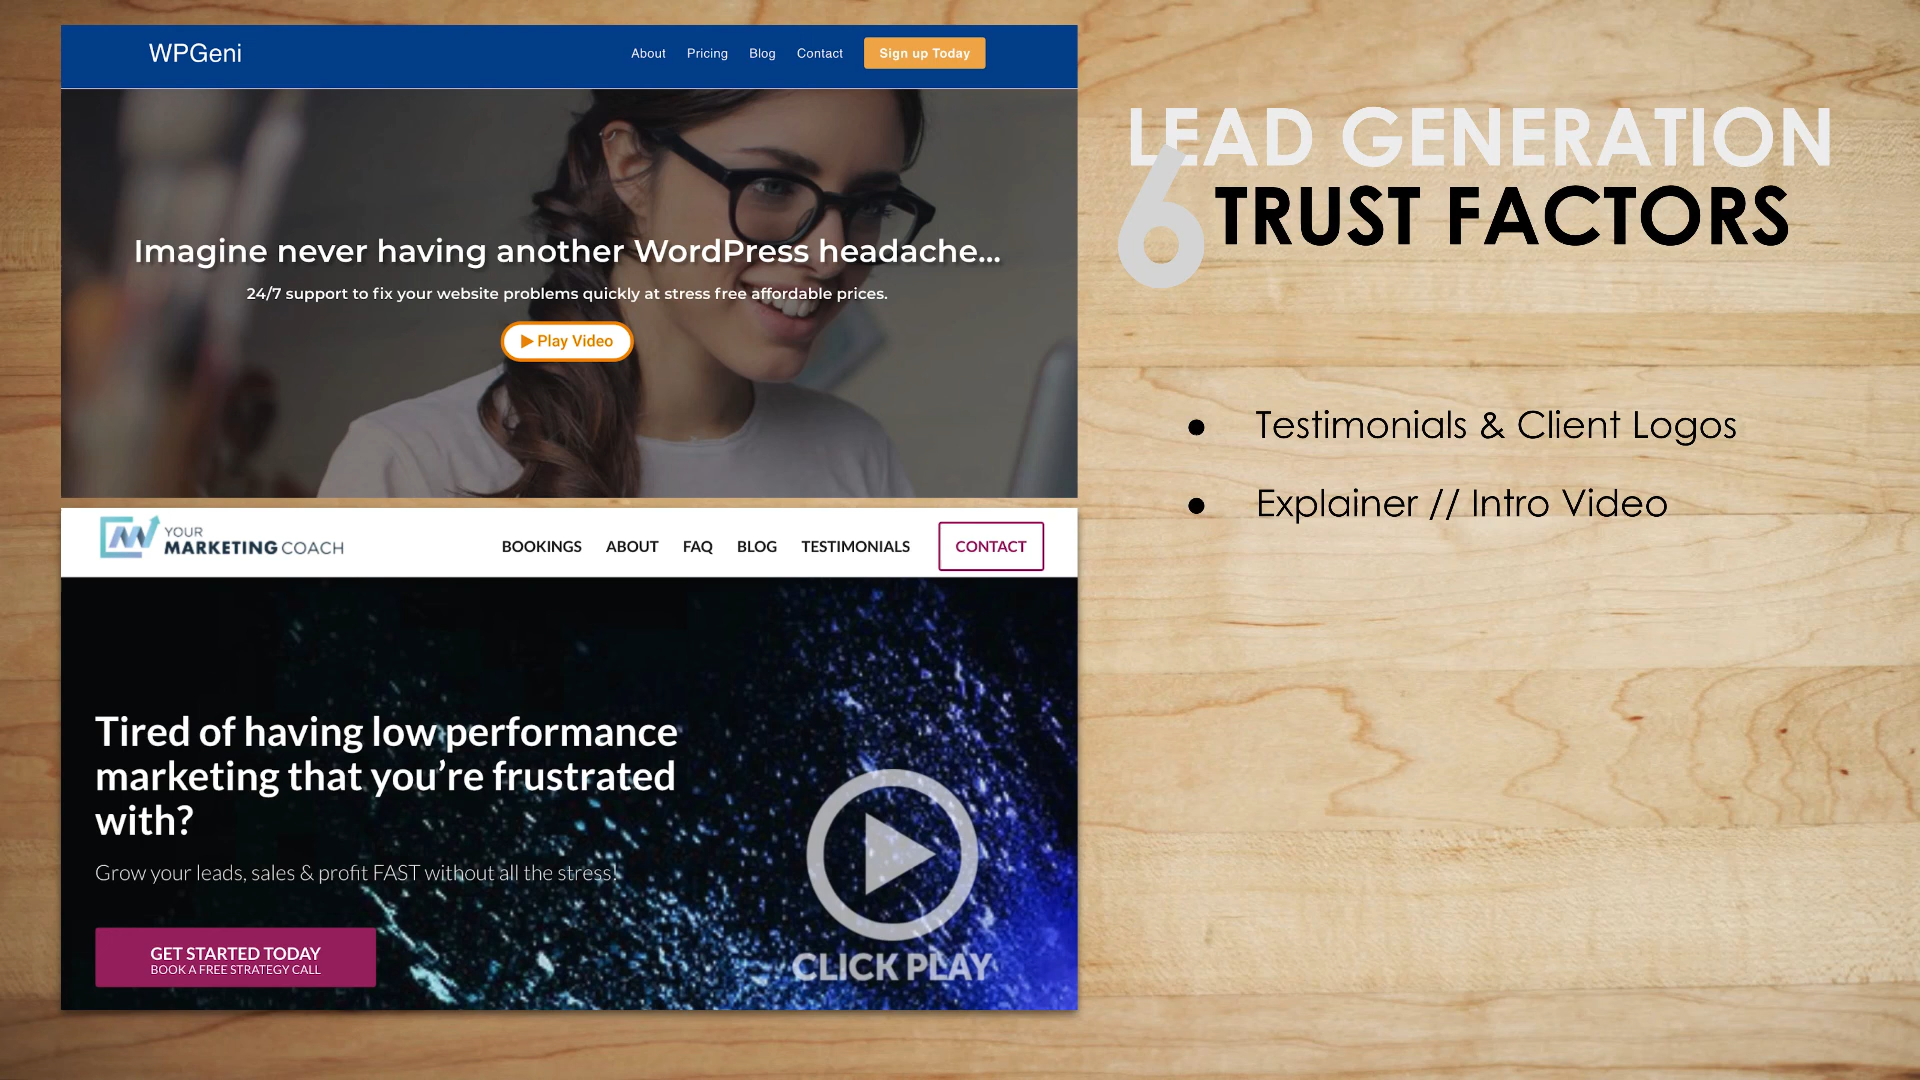 WPGeni
About Pricing Blog Contact Sign up Today
Imagine never having another WordPress headache...
24/7 support to fix your website problems quickly at stress free affordable prices.
Play Video
YOUR
MARKETING COACH
BOOKINGS ABOUT FAQ BLOG TESTIMONIALS CONTACT
Tired of having low performance
marketing that you're frustrated
with?
Grow your leads, sales & profit FAST without all the stress!
GET STARTED TODAY
BOOK A FREE STRATEGY CALL
CLICK PLAY
LEAD GENERATION
6 TRUST FACTORS
● Testimonials & Client Logos
● Explainer // Intro Video